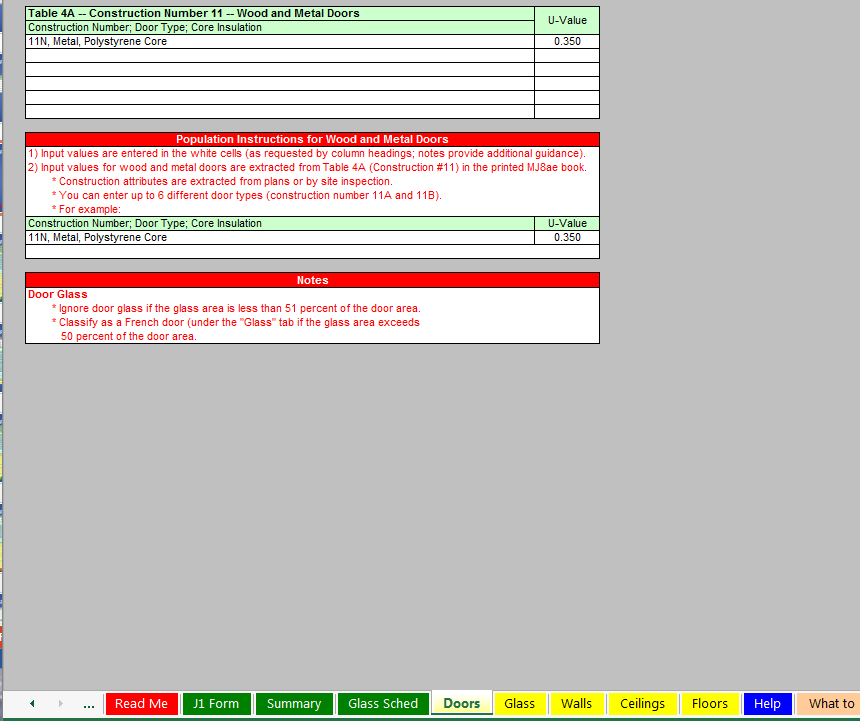 Table 4A -- Construction Number 11 -- Wood and Metal Doors
U-Value
Construction Number; Door Type; Core Insulation
11N, Metal, Polystyrene Core 0.350
Population Instructions for Wood and Metal Doors
1) Input values are entered in the white cells (as requested by column headings; notes provide additional guidance).
2) Input values for wood and metal doors are extracted from Table 4A (Construction #11) in the printed MJ8ae book.
* Construction attributes are extracted from plans or by site inspection.
* You can enter up to 6 different door types (construction number 11A and 11B).
* For example:
Construction Number; Door Type; Core Insulation U-Value
11N, Metal, Polystyrene Core 0.350
Notes
Door Glass
* Ignore door glass if the glass area is less than 51 percent of the door area.
* Classify as a French door (under the "Glass" tab if the glass area exceeds
50 percent of the door area.
... Read Me J1 Form Summary Glass Sched Doors Glass Walls Ceilings Floors Help What to